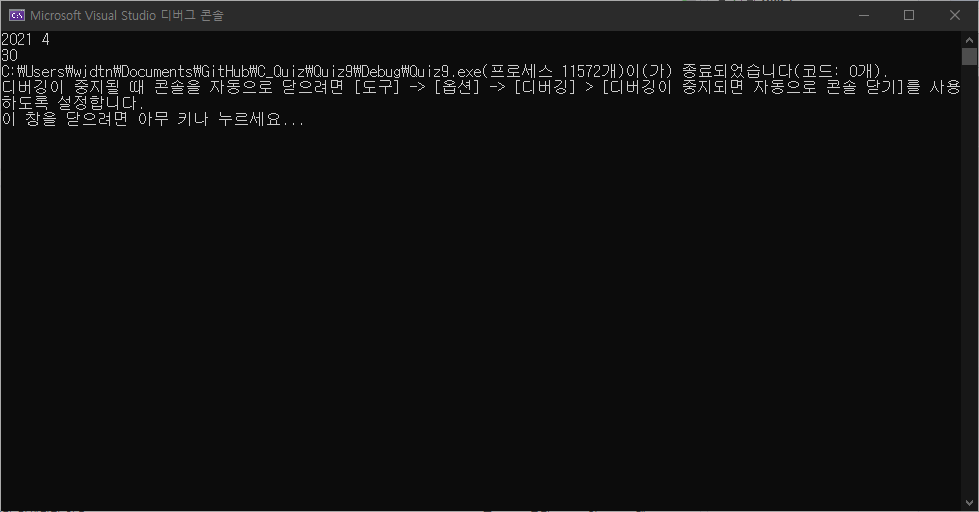 Microsoft Visual Studio 디버그 콘솔
2021 4
30
C:₩Users₩wjdtn₩Documents₩GitHub₩C_Quiz₩Quiz9₩Debug₩Quiz9.exe(프로세스 11572개)이(가) 종료되었습니다(코드: 0개).
디버깅이 중지될 때 콘솔을 자동으로 닫으려면 [도구] -> [옵션] -> [디버깅] > [디버깅이 중지되면 자동으로 콘솔 닫기]를 사용
하도록 설정합니다.
이 창을 닫으려면 아무 키나 누르세요...